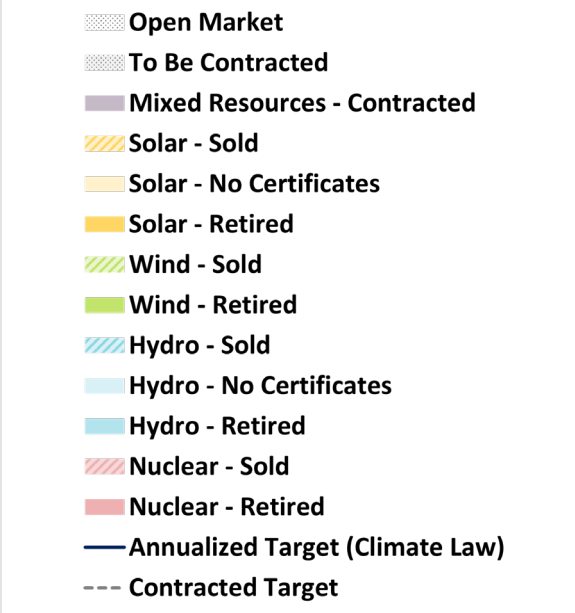 Open Market
To Be Contracted
Mixed Resources - Contracted
Solar - Sold
Solar - No Certificates
Solar - Retired
Wind - Sold
Wind - Retired
Hydro - Sold
Hydro - No Certificates
Hydro - Retired
Nuclear - Sold
Nuclear - Retired
Annualized Target (Climate Law)
Contracted Target